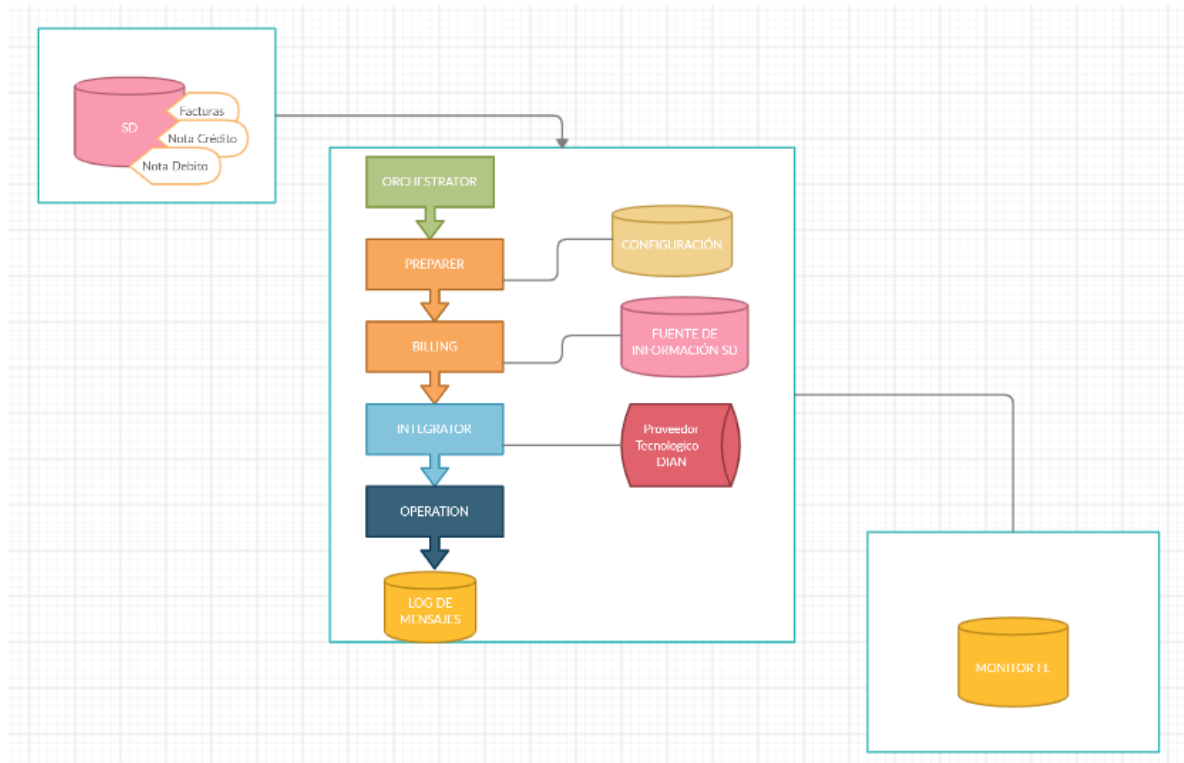 SD
Facturas
Nota Crédito
Nota Debito
ORCHESTRATOR
PREPARER
CONFIGURACIÓN
BILLING
FUENTE DE
INFORMACIÓN SD
INTEGRATOR
Proveedor
Tecnologico
DIAN
OPERATION
LOG DE
MENSAJES
MONITOR FE